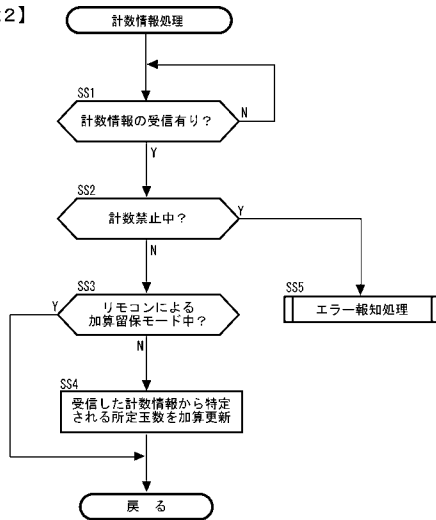 2】
計数情報処理
SS1
計数情報の受信有り？
N
Y
SS2
計数禁止中？
Y
N
SS3
リモコンによる
加算留保モード中？
Y
N
SS5
エラー報知処理
SS4
受信した計数情報から特定
される所定玉数を加算更新
戻　る